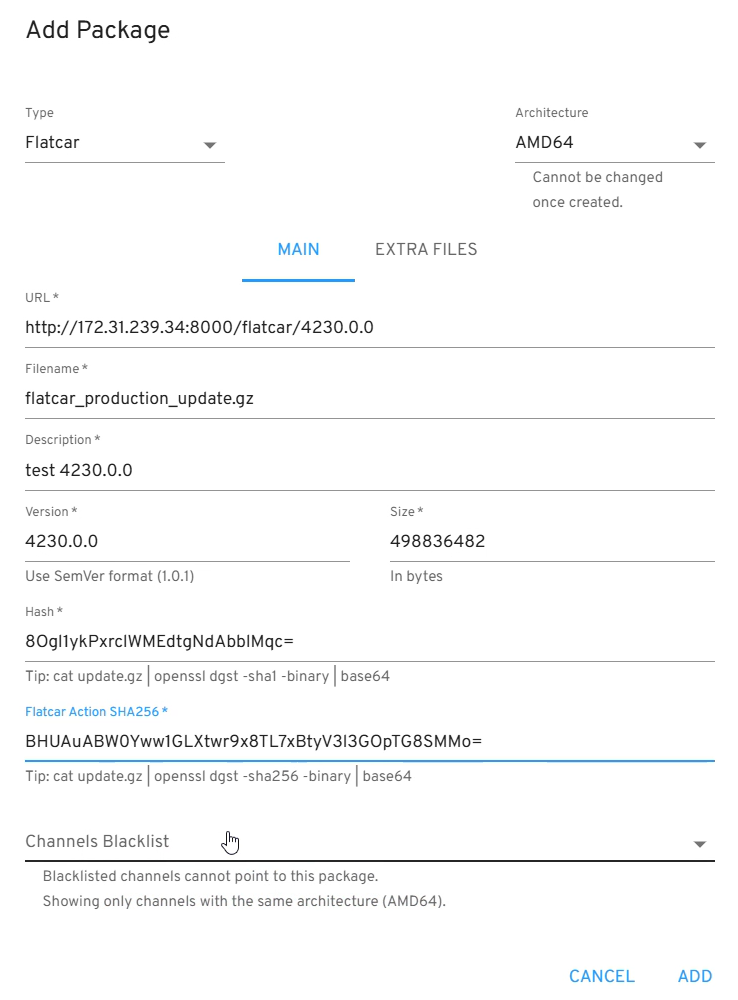 Add Package
Type
Architecture
Flatcar
AMD64
Cannot be changed
once created.
MAIN
EXTRA FILES
URL *
http://172.31.239.34:8000/flatcar/4230.0.0
Filename *
flatcar_production_update.gz
Description *
test 4230.0.0
Version *
Size *
4230.0.0
498836482
Use SemVer format (1.0.1)
In bytes
Hash *
8Ogl1ykPxrclWMEdtgNdAbblMqc=
Tip: cat update.gz | openssl dgst -sha1 -binary | base64
Flatcar Action SHA256 *
BHUAuABW0Yww1GLXtwr9x8TL7xBtyV3l3GOpTG8SMMo=
Tip: cat update.gz | openssl dgst -sha256 -binary | base64
Channels Blacklist
Blacklisted channels cannot point to this package.
Showing only channels with the same architecture (AMD64).
CANCEL
ADD